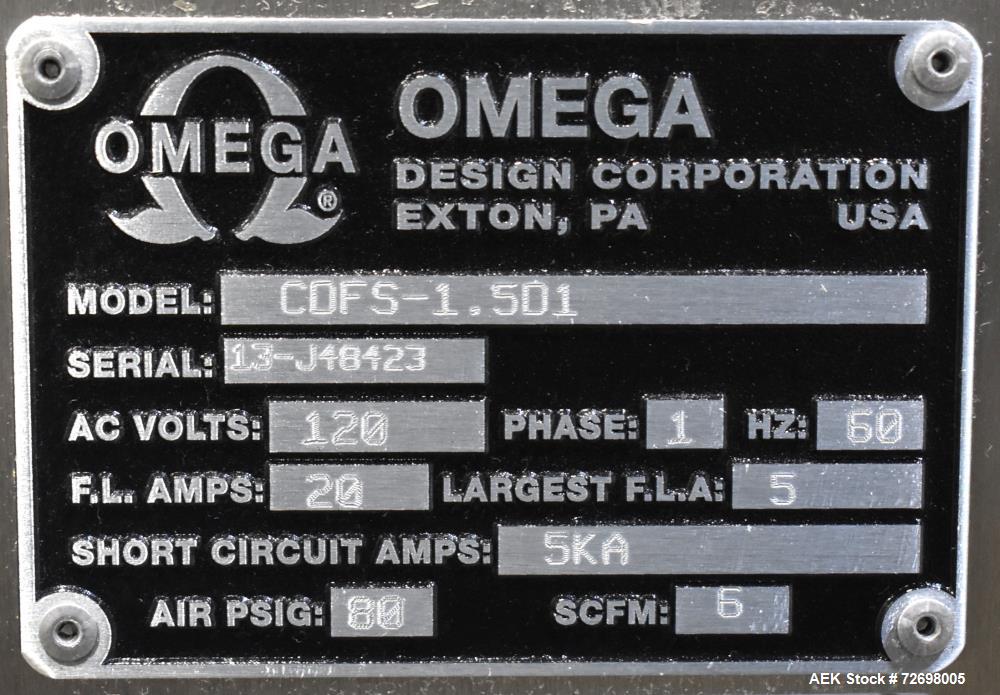 OMEGA ®
OMEGA
DESIGN CORPORATION
EXTON, PA USA
MODEL: CDFS-1.5D1
SERIAL: 13-J48423
AC VOLTS: 120 PHASE: 1 HZ: 60
F.L. AMPS: 20 LARGEST F.L.A: 5
SHORT CIRCUIT AMPS: 5KA
AIR PSIG: 80 SCFM: 6
AEK Stock # 72698005